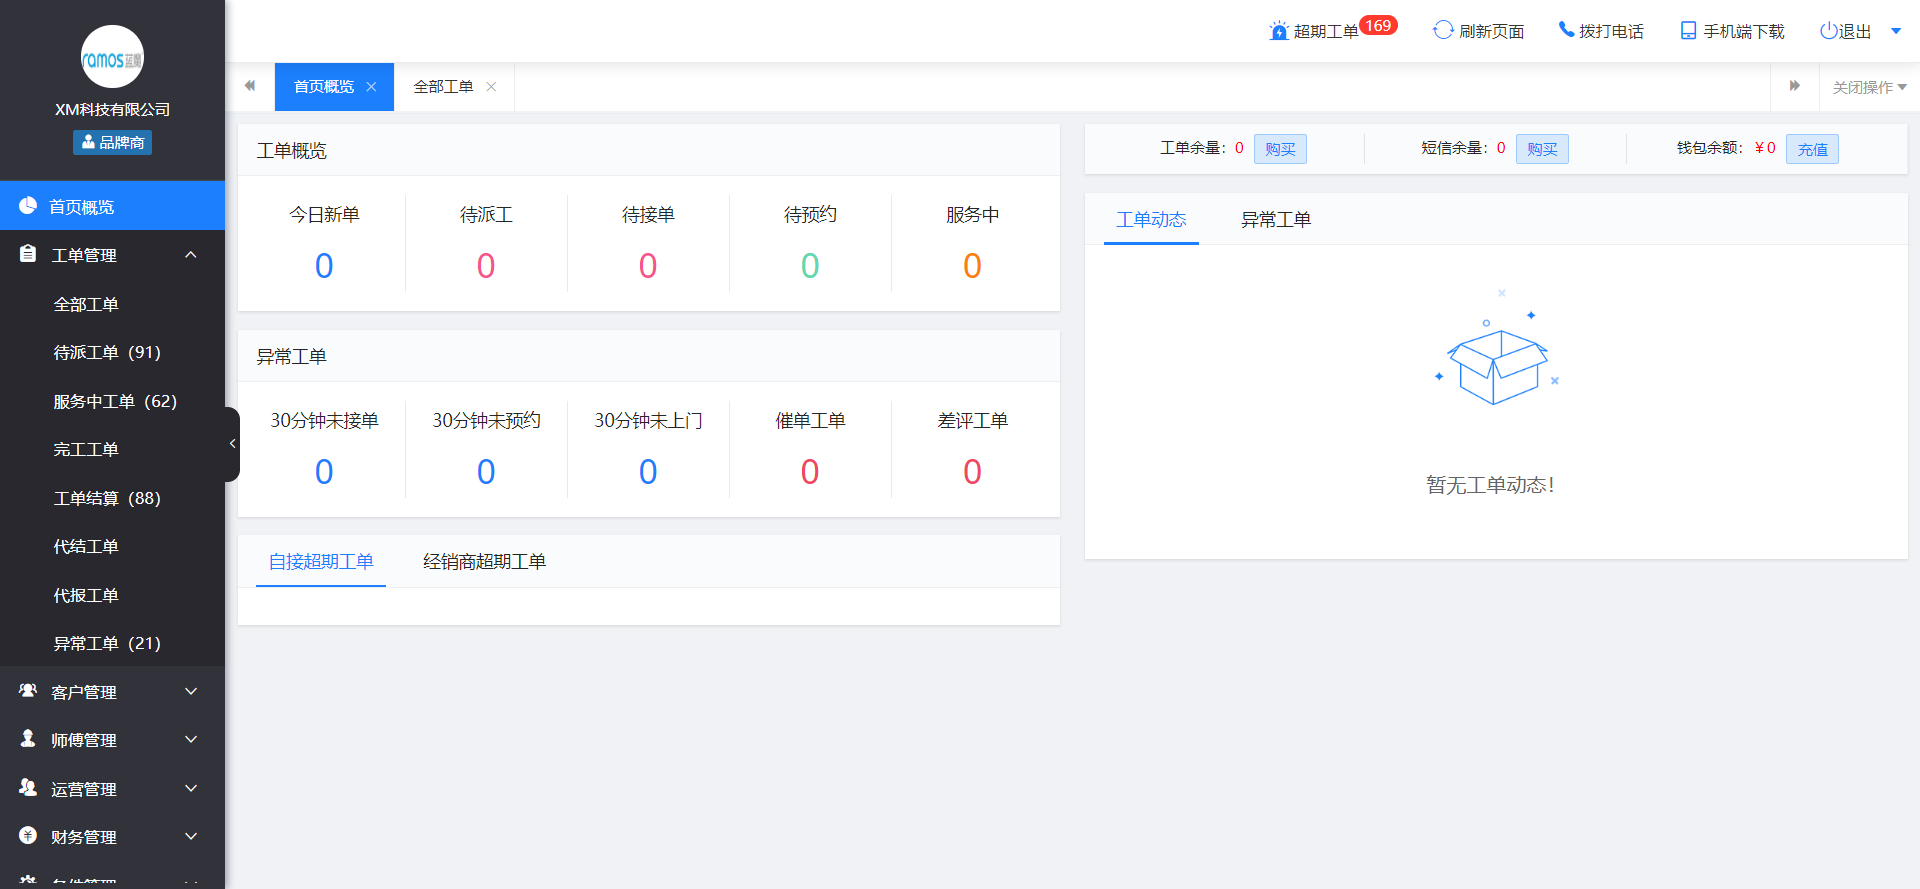 ramos蓝魔
XM科技有限公司
品牌商
首页概览
工单管理
全部工单
待派工单（91）
服务中工单（62）
完工工单
工单结算（88）
代结工单
代报工单
异常工单（21）
客户管理
师傅管理
运营管理
财务管理
超期工单 169
刷新页面
拨打电话
手机端下载
退出
首页概览
全部工单
关闭操作
工单概览
今日新单 待派工 待接单 待预约 服务中
0 0 0 0 0
异常工单
30分钟未接单 30分钟未预约 30分钟未上门 催单工单 差评工单
0 0 0 0 0
自接超期工单 经销商超期工单
工单余量：0 购买
短信余量：0 购买
钱包余额：￥0 充值
工单动态 异常工单
暂无工单动态！